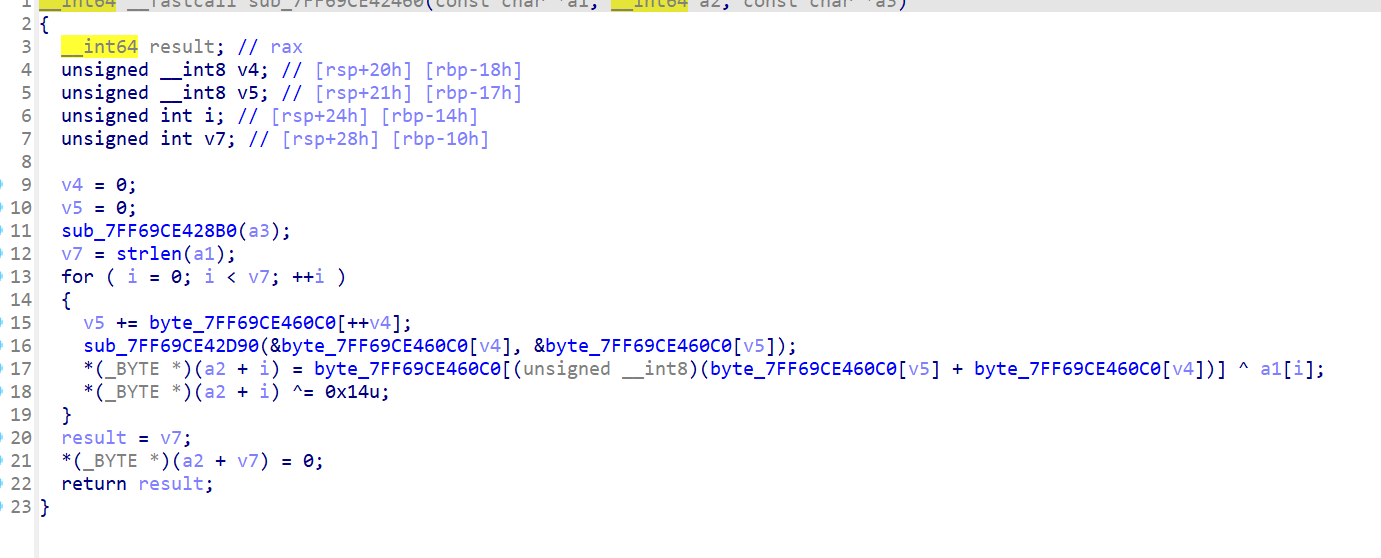 1 __int64 __fastcall sub_7FF69CE42460(const char *a1, __int64 a2, const char *a3)
2 {
3   __int64 result; // rax
4   unsigned __int8 v4; // [rsp+20h] [rbp-18h]
5   unsigned __int8 v5; // [rsp+21h] [rbp-17h]
6   unsigned int i; // [rsp+24h] [rbp-14h]
7   unsigned int v7; // [rsp+28h] [rbp-10h]
8
9   v4 = 0;
10   v5 = 0;
11   sub_7FF69CE428B0(a3);
12   v7 = strlen(a1);
13   for ( i = 0; i < v7; ++i )
14   {
15     v5 += byte_7FF69CE460C0[++v4];
16     sub_7FF69CE42D90(&byte_7FF69CE460C0[v4], &byte_7FF69CE460C0[v5]);
17     *(_BYTE *)(a2 + i) = byte_7FF69CE460C0[(unsigned __int8)(byte_7FF69CE460C0[v5] + byte_7FF69CE460C0[v4])] ^ a1[i];
18     *(_BYTE *)(a2 + i) ^= 0x14u;
19   }
20   result = v7;
21   *(_BYTE *)(a2 + v7) = 0;
22   return result;
23 }